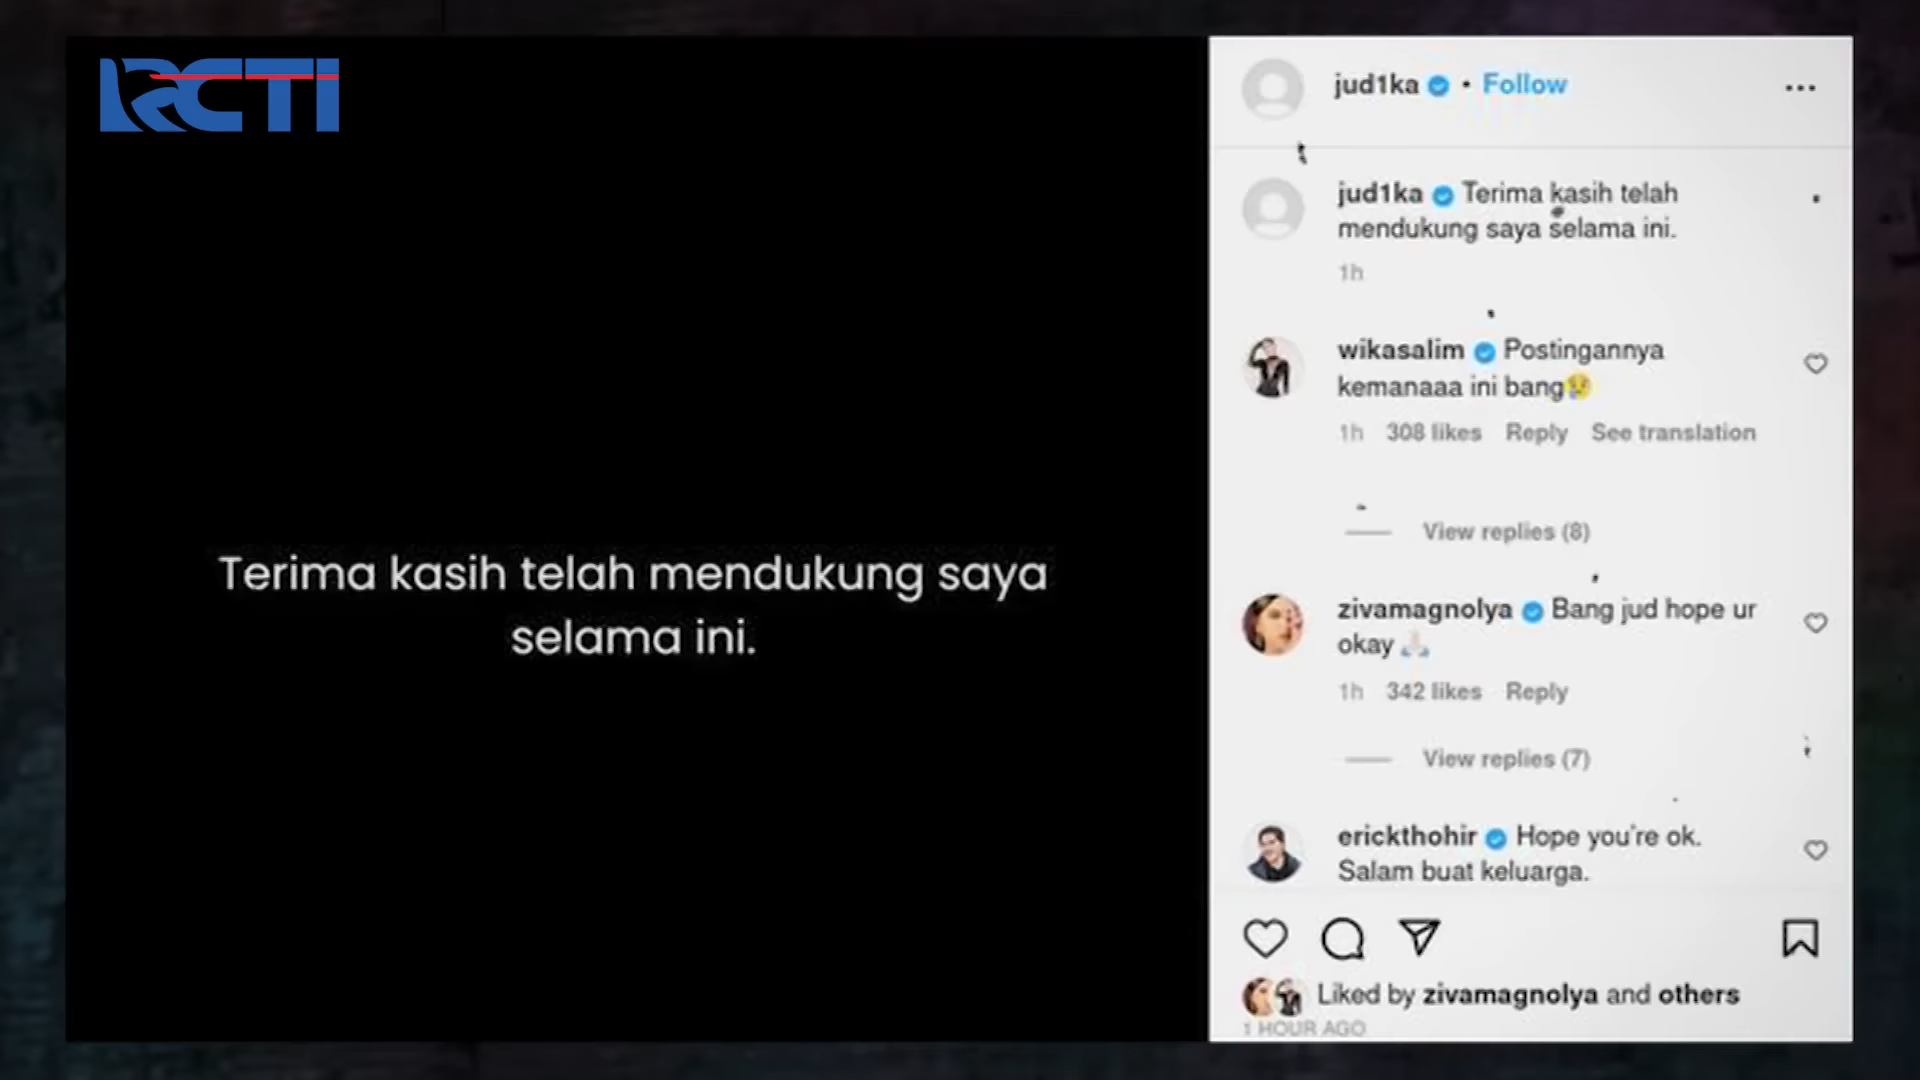 RCTI
Terima kasih telah mendukung saya
selama ini.
jud1ka • Follow
jud1ka Terima kasih telah
mendukung saya selama ini.
1h
wikasalim Postingannya
kemanaaa ini bang😢
1h 308 likes Reply See translation
View replies (8)
zivamagnolya Bang jud hope ur
okay 🙏🏻
1h 342 likes Reply
View replies (7)
erickthohir Hope you're ok.
Salam buat keluarga.
Liked by zivamagnolya and others
1 HOUR AGO